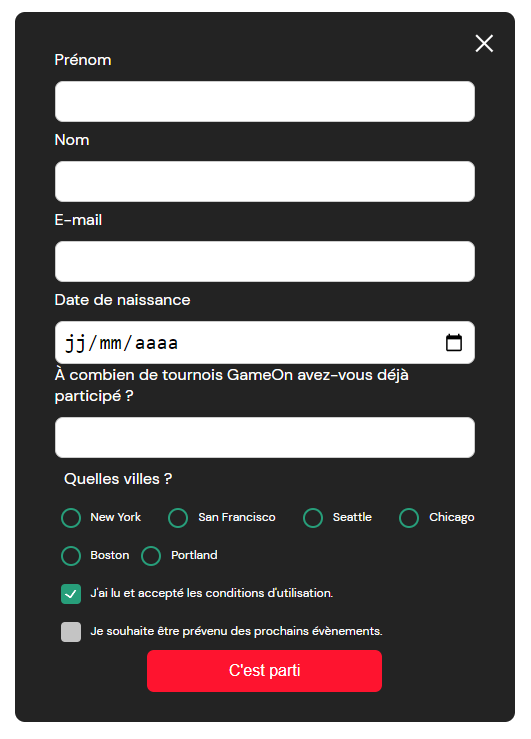 Prénom
Nom
E-mail
Date de naissance
jj/mm/aaaa
À combien de tournois GameOn avez-vous déjà
participé ?
Quelles villes ?
New York San Francisco Seattle Chicago
Boston Portland
J'ai lu et accepté les conditions d'utilisation.
Je souhaite être prévenu des prochains évènements.
C'est parti